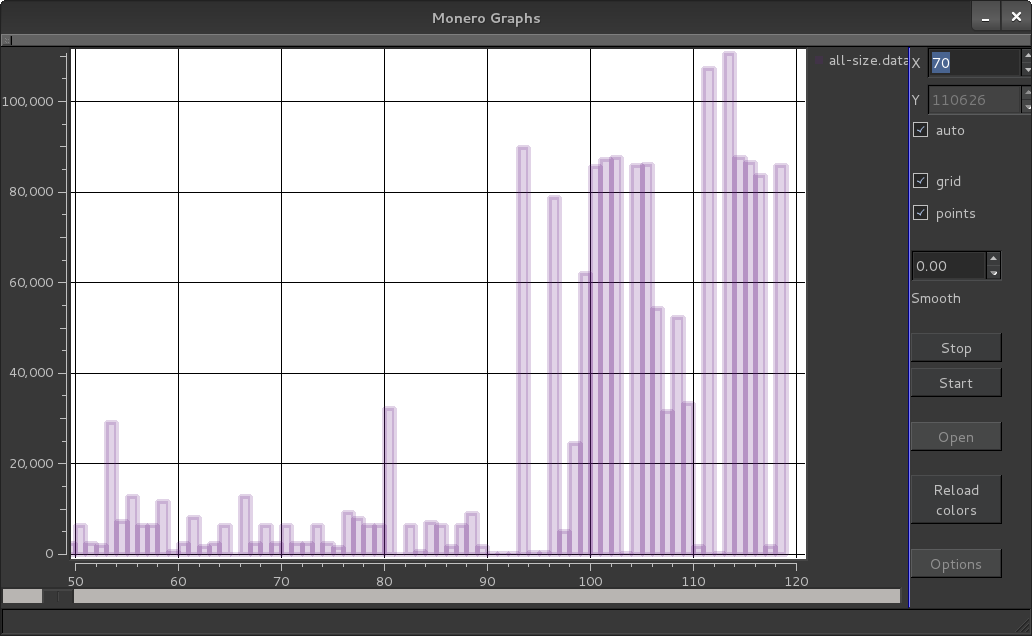 Monero Graphs
100,000
80,000
60,000
40,000
20,000
0
50 60 70 80 90 100 110 120
all-size.data
X 70
Y 110626
auto
grid
points
0.00
Smooth
Stop
Start
Open
Reload
colors
Options